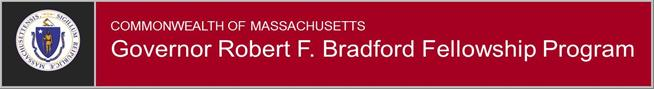 COMMONWEALTH OF MASSACHUSETTS
Governor Robert F. Bradford Fellowship Program